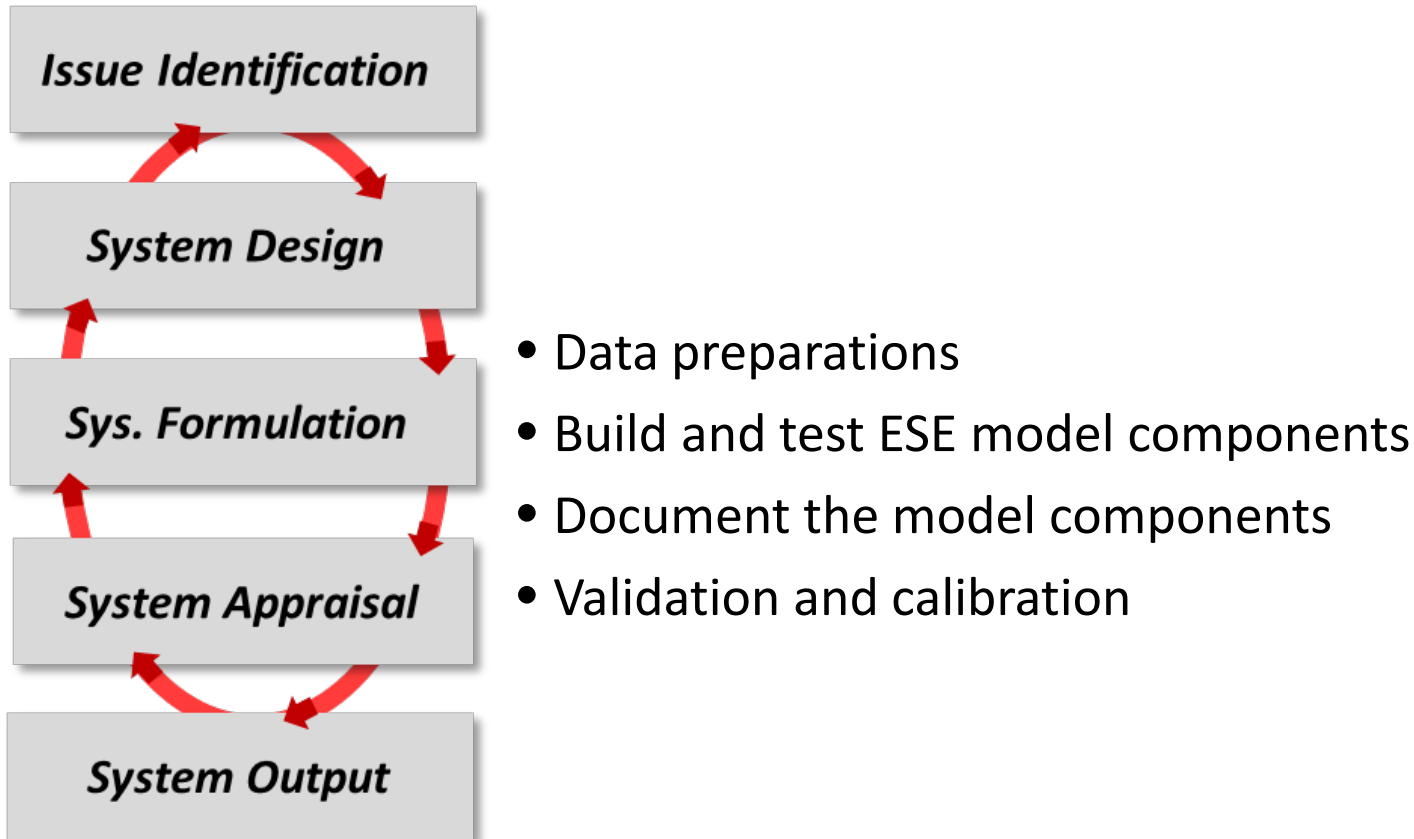 Issue Identification
System Design
Sys. Formulation
System Appraisal
System Output
• Data preparations
• Build and test ESE model components
• Document the model components
• Validation and calibration